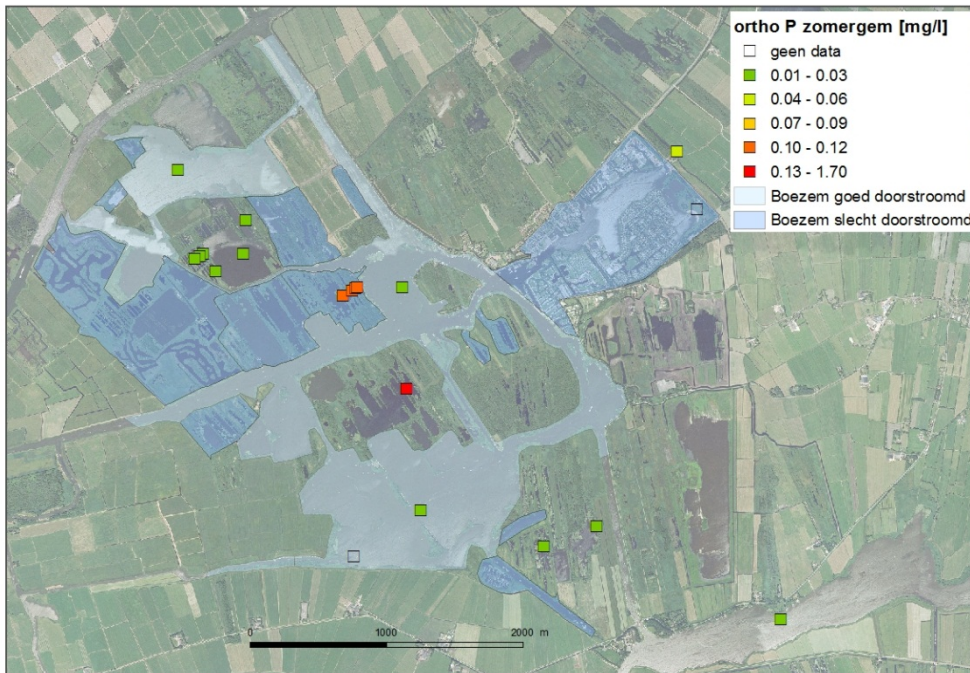 ortho P zomergem [mg/l]
geen data
0.01 - 0.03
0.04 - 0.06
0.07 - 0.09
0.10 - 0.12
0.13 - 1.70
Boezem goed doorstroomd
Boezem slecht doorstroomd
0 1000 2000 m